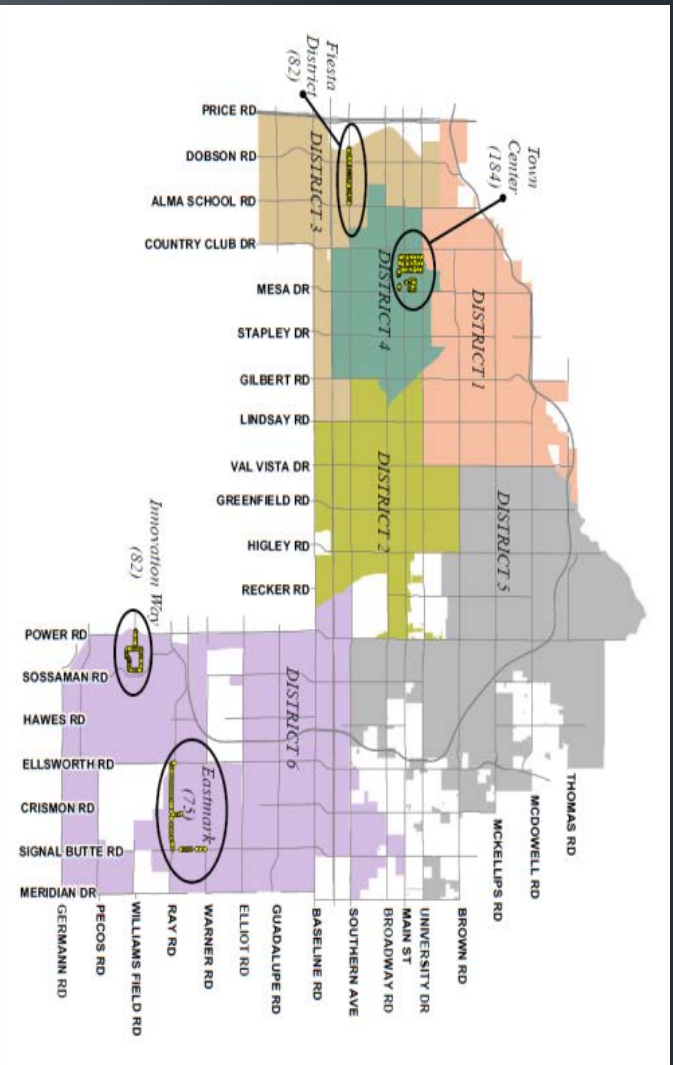 Fiesta
District
(82)
Town
Center
(184)
PRICE RD
DOBSON RD
ALMA SCHOOL RD
COUNTRY CLUB DR
MESA DR
STAPLEY DR
GILBERT RD
LINDSAY RD
VAL VISTA DR
GREENFIELD RD
HIGLEY RD
RECKER RD
POWER RD
SOSSAMAN RD
HAWES RD
ELLSWORTH RD
CRISMON RD
SIGNAL BUTTE RD
MERIDIAN DR
DISTRICT 3
DISTRICT 4
DISTRICT 1
DISTRICT 2
DISTRICT 5
DISTRICT 6
Innovation Way
(82)
Eastmark
(75)
THOMAS RD
MCDOWELL RD
MCKELLIPS RD
BROWN RD
UNIVERSITY DR
MAIN ST
BROADWAY RD
SOUTHERN AVE
BASELINE RD
GUADALUPE RD
ELLIOT RD
WARNER RD
RAY RD
WILLIAMS FIELD RD
PECOS RD
GERMANN RD